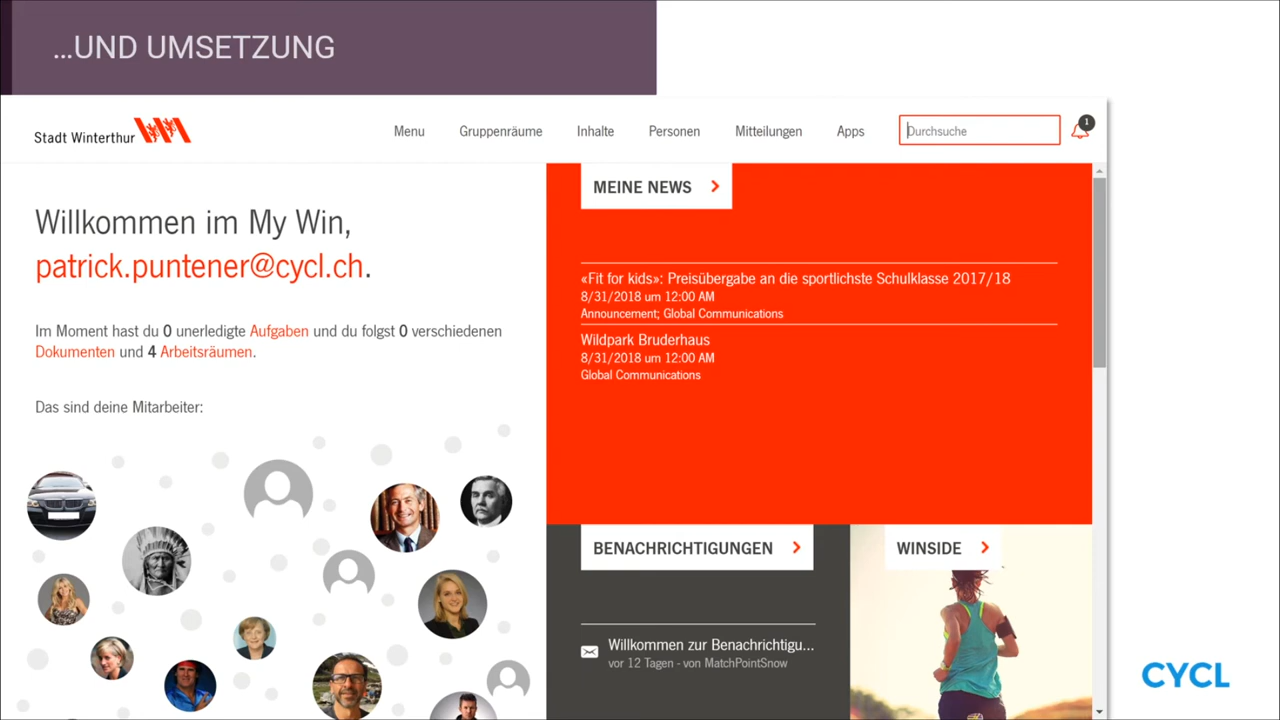 ...UND UMSETZUNG
Stadt Winterthur
Menu
Gruppenräume
Inhalte
Personen
Mitteilungen
Apps
Durchsuche
1
Willkommen im My Win,
patrick.puntener@cycl.ch.
Im Moment hast du 0 unerledigte Aufgaben und du folgst 0 verschiedenen
Dokumenten und 4 Arbeitsräumen.
Das sind deine Mitarbeiter:
MEINE NEWS
«Fit for kids»: Preisübergabe an die sportlichste Schulklasse 2017/18
8/31/2018 um 12:00 AM
Announcement; Global Communications
Wildpark Bruderhaus
8/31/2018 um 12:00 AM
Global Communications
BENACHRICHTIGUNGEN
Willkommen zur Benachrichtigu...
vor 12 Tagen - von MatchPointSnow
WINSIDE
CYCL